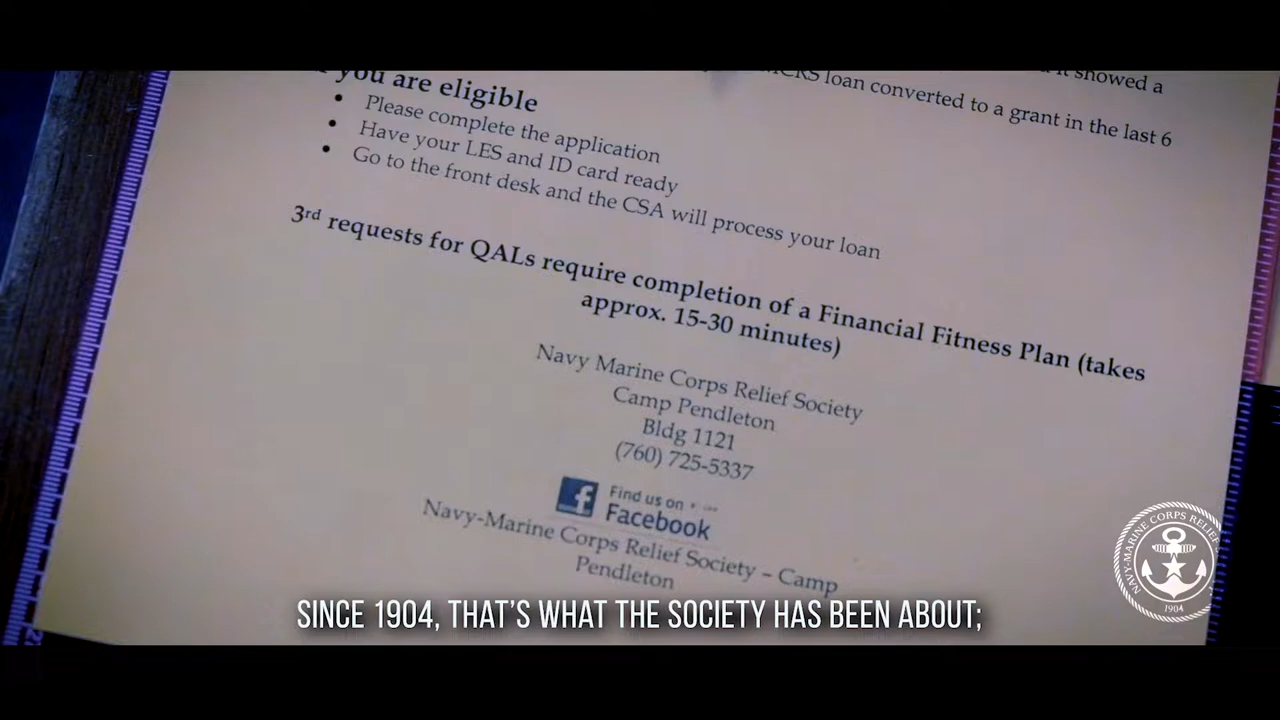 it showed a
MCRS loan converted to a grant in the last 6
you are eligible
• Please complete the application
• Have your LES and ID card ready
• Go to the front desk and the CSA will process your loan
3rd requests for QALs require completion of a Financial Fitness Plan (takes
approx. 15-30 minutes)
Navy Marine Corps Relief Society
Camp Pendleton
Bldg 1121
(760) 725-5337
f Find us on
Facebook
Navy-Marine Corps Relief Society – Camp
Pendleton
NAVY-MARINE CORPS RELIEF
1904
SINCE 1904, THAT'S WHAT THE SOCIETY HAS BEEN ABOUT;